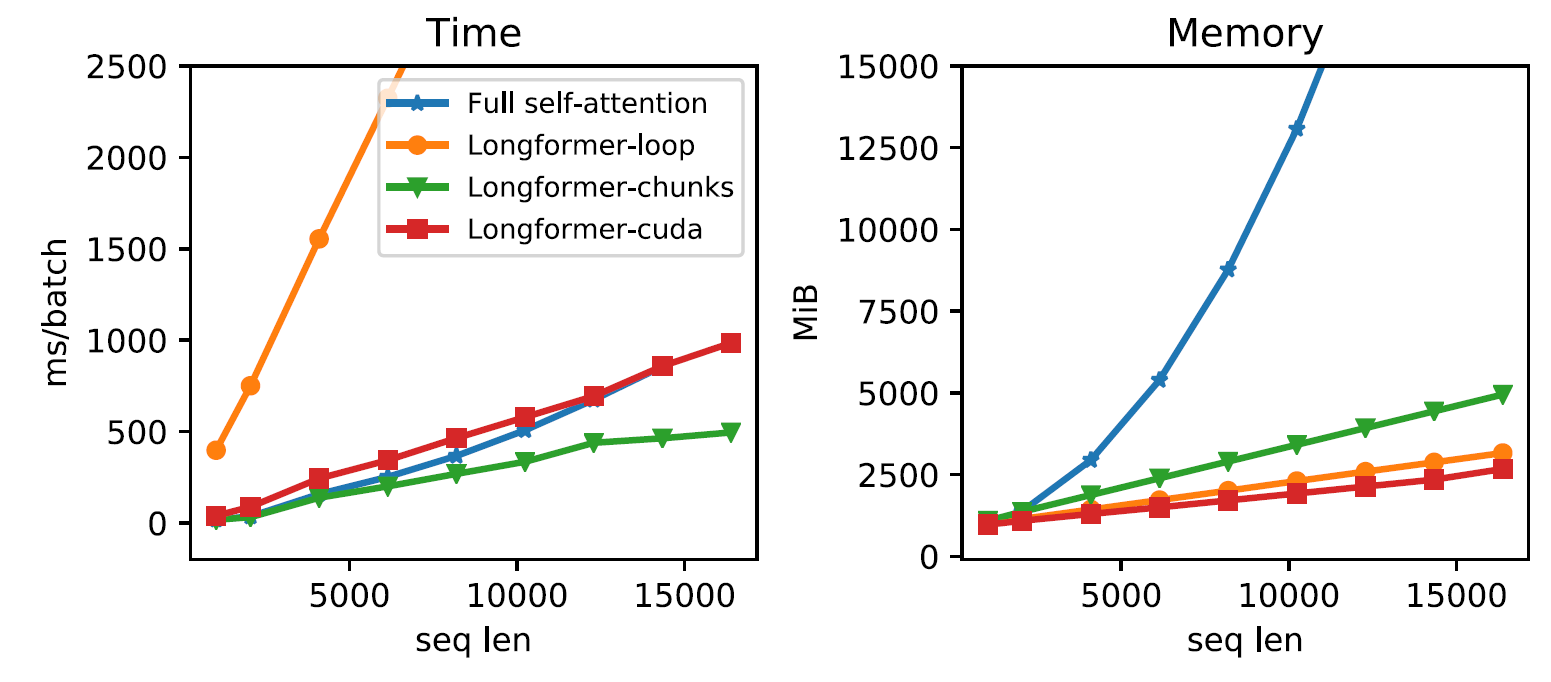 Time
2500
2000
1500
1000
500
0
ms/batch
Full self-attention
Longformer-loop
Longformer-chunks
Longformer-cuda
5000 10000 15000
seq len
Memory
15000
12500
10000
7500
5000
2500
0
MiB
5000 10000 15000
seq len